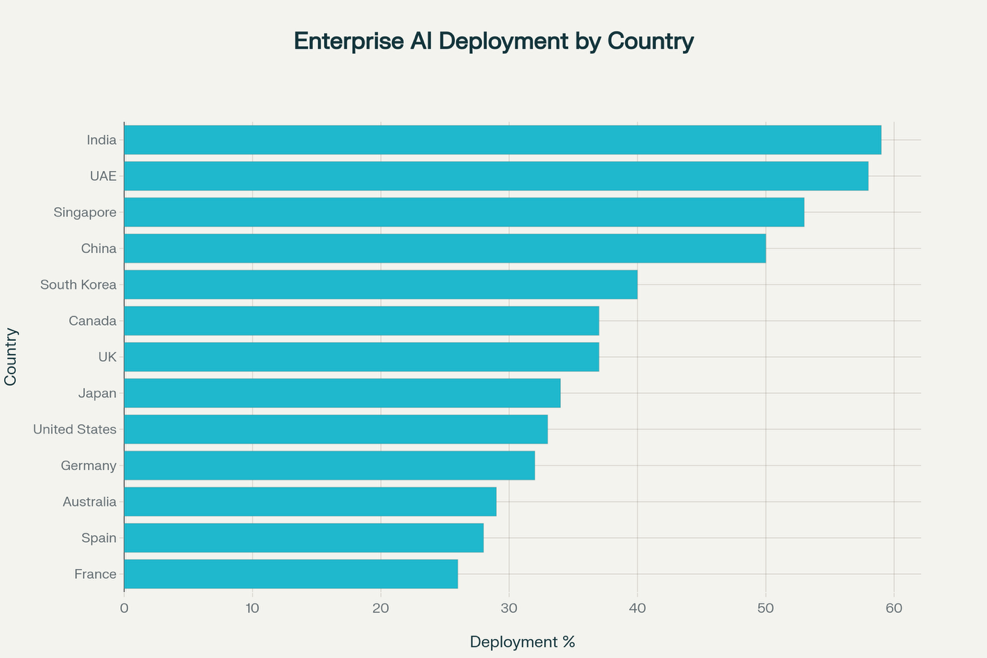 Enterprise AI Deployment by Country
Country
India
UAE
Singapore
China
South Korea
Canada
UK
Japan
United States
Germany
Australia
Spain
France
0 10 20 30 40 50 60
Deployment %